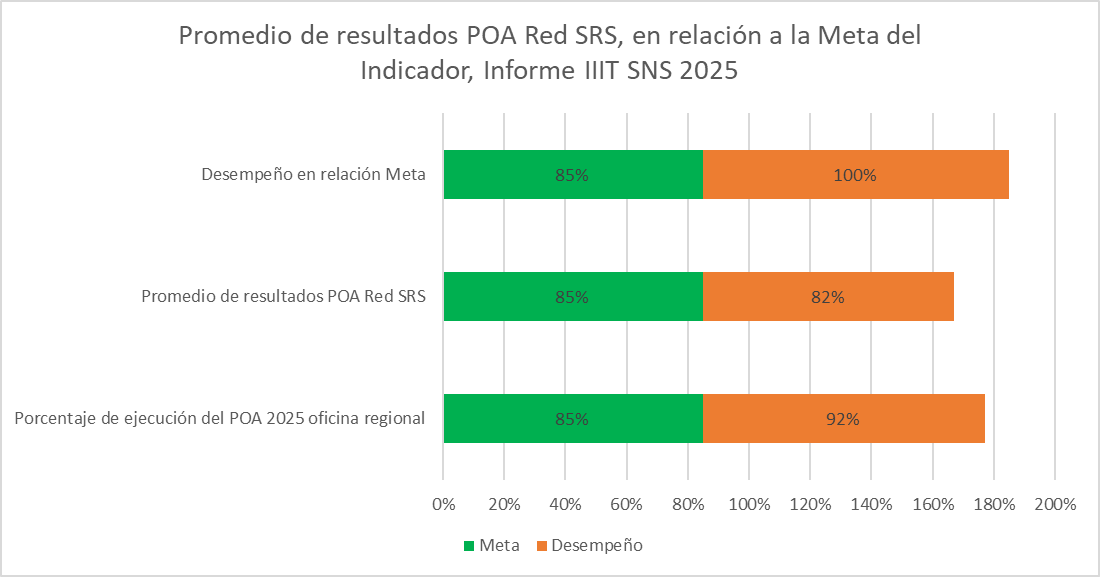 Promedio de resultados POA Red SRS, en relación a la Meta del
Indicador, Informe IIIT SNS 2025
Desempeño en relación Meta
85%
100%
Promedio de resultados POA Red SRS
85%
82%
Porcentaje de ejecución del POA 2025 oficina regional
85%
92%
0% 20% 40% 60% 80% 100% 120% 140% 160% 180% 200%
Meta Desempeño